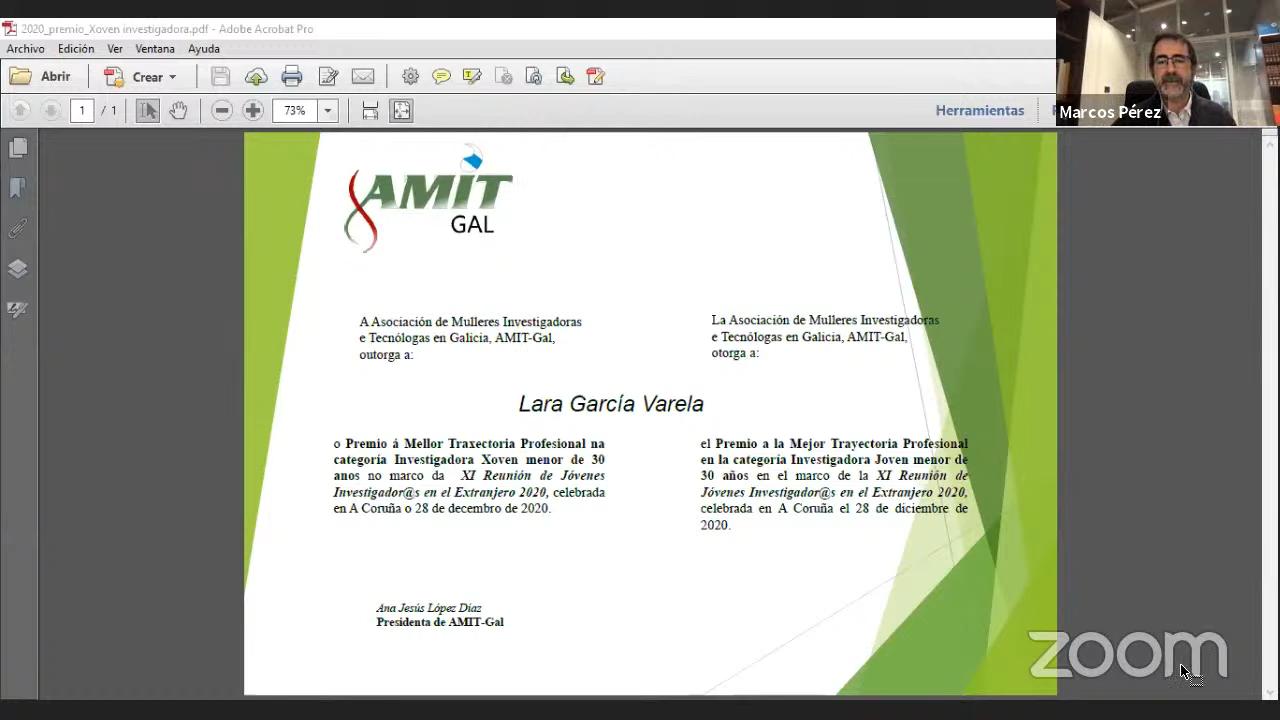 2020_premio_Xoven investigadora.pdf - Adobe Acrobat Pro
Archivo Edición Ver Ventana Ayuda
Abrir Crear
1 / 1 73% Herramientas
Marcos Pérez
AMIT
GAL
A Asociación de Mulleres Investigadoras
e Tecnólogas en Galicia, AMIT-Gal,
outorga a:
La Asociación de Mulleres Investigadoras
e Tecnólogas en Galicia, AMIT-Gal,
otorga a:
Lara García Varela
o Premio á Mellor Traxectoria Profesional na
categoría Investigadora Xoven menor de 30
anos no marco da XI Reunión de Jóvenes
Investigador@s en el Extranjero 2020, celebrada
en A Coruña o 28 de decembro de 2020.
el Premio a la Mejor Trayectoria Profesional
en la categoría Investigadora Joven menor de
30 años en el marco de la XI Reunión de
Jóvenes Investigador@s en el Extranjero 2020,
celebrada en A Coruña el 28 de diciembre de
2020.
Ana Jesús López Díaz
Presidenta de AMIT-Gal
zoom